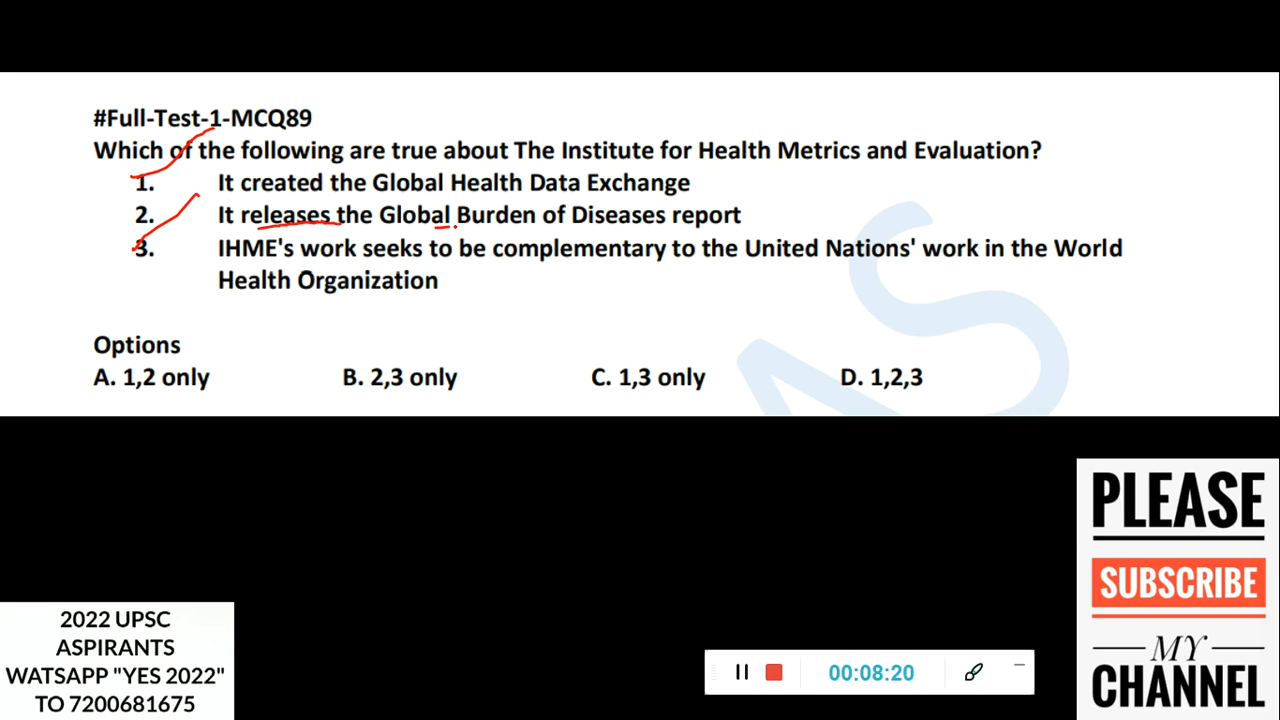 #Full-Test-1-MCQ89
Which of the following are true about The Institute for Health Metrics and Evaluation?
1. It created the Global Health Data Exchange
2. It releases the Global Burden of Diseases report
3. IHME's work seeks to be complementary to the United Nations' work in the World
Health Organization
Options
A. 1,2 only B. 2,3 only C. 1,3 only D. 1,2,3
AS
PLEASE
SUBSCRIBE
MY
CHANNEL
2022 UPSC
ASPIRANTS
WATSAPP "YES 2022"
TO 7200681675
00:08:20